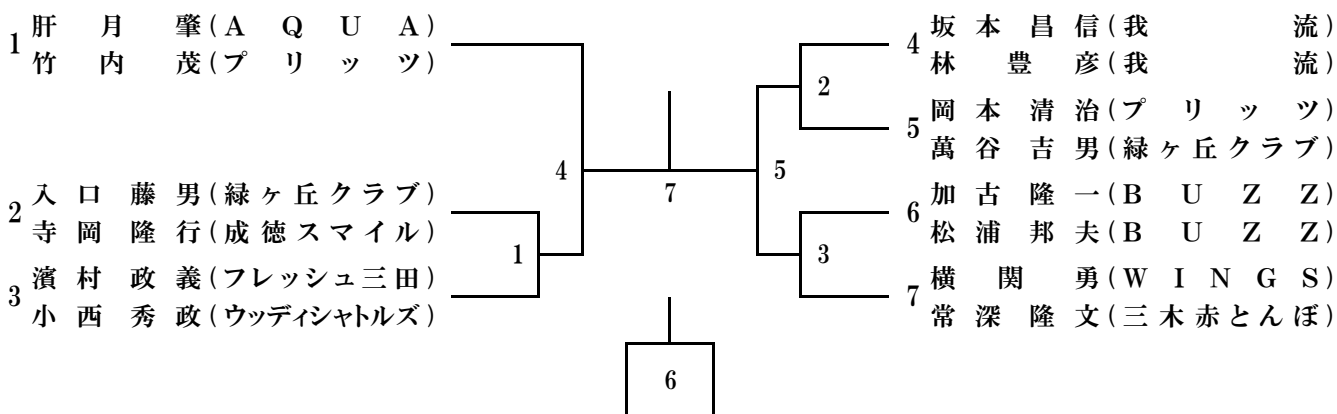 1 肝月肇(AQUA)
竹内茂(プリッツ)
2 入口藤男(緑ヶ丘クラブ)
寺岡隆行(成徳スマイル)
3 濱村政義(フレッシュ三田)
小西秀政(ウッディシャトルズ)
4
1
7
6
5
2
3
4 坂本昌信(我流)
林豊彦(我流)
5 岡本清治(プリッツ)
萬谷吉男(緑ヶ丘クラブ)
6 加古隆一(BUZZ)
松浦邦夫(BUZZ)
7 横関勇(WINGS)
常深隆文(三木赤とんぼ)